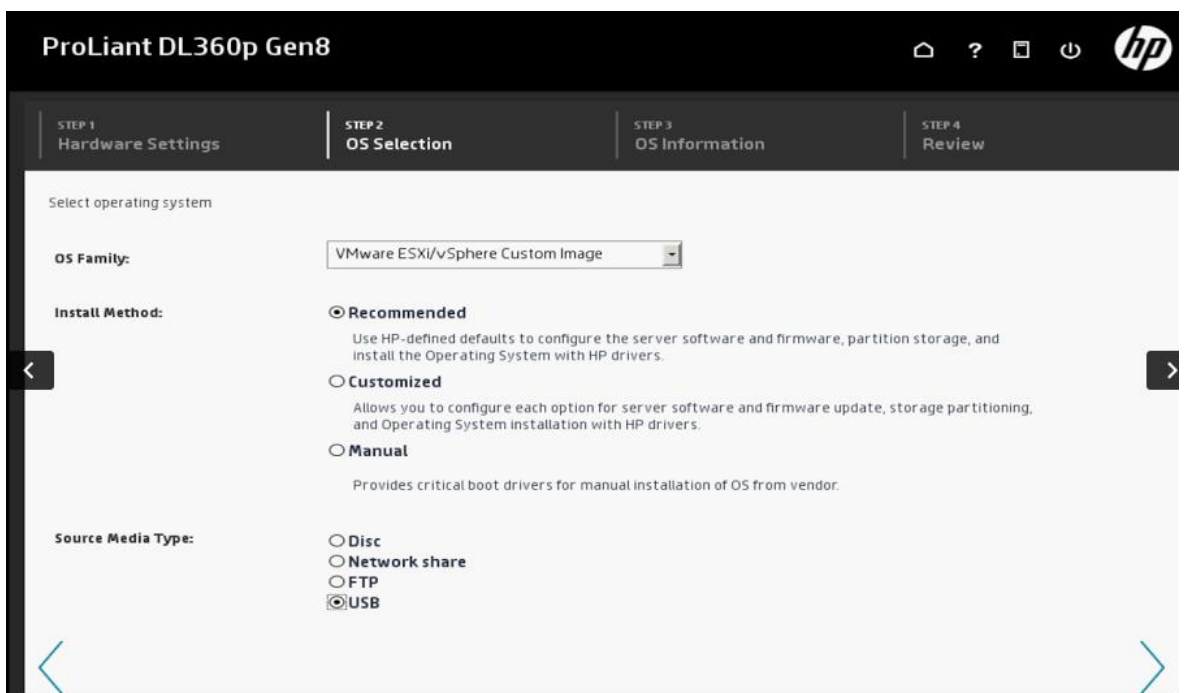 ProLiant DL360p Gen8
?
hp
STEP 1
Hardware Settings
STEP 2
OS Selection
STEP 3
OS Information
STEP 4
Review
Select operating system
OS Family:
VMware ESXi/vSphere Custom Image
Install Method:
Recommended
Use HP-defined defaults to configure the server software and firmware, partition storage, and
install the Operating System with HP drivers.
Customized
Allows you to configure each option for server software and firmware update, storage partitioning,
and Operating System installation with HP drivers.
Manual
Provides critical boot drivers for manual installation of OS from vendor.
Source Media Type:
Disc
Network share
FTP
USB